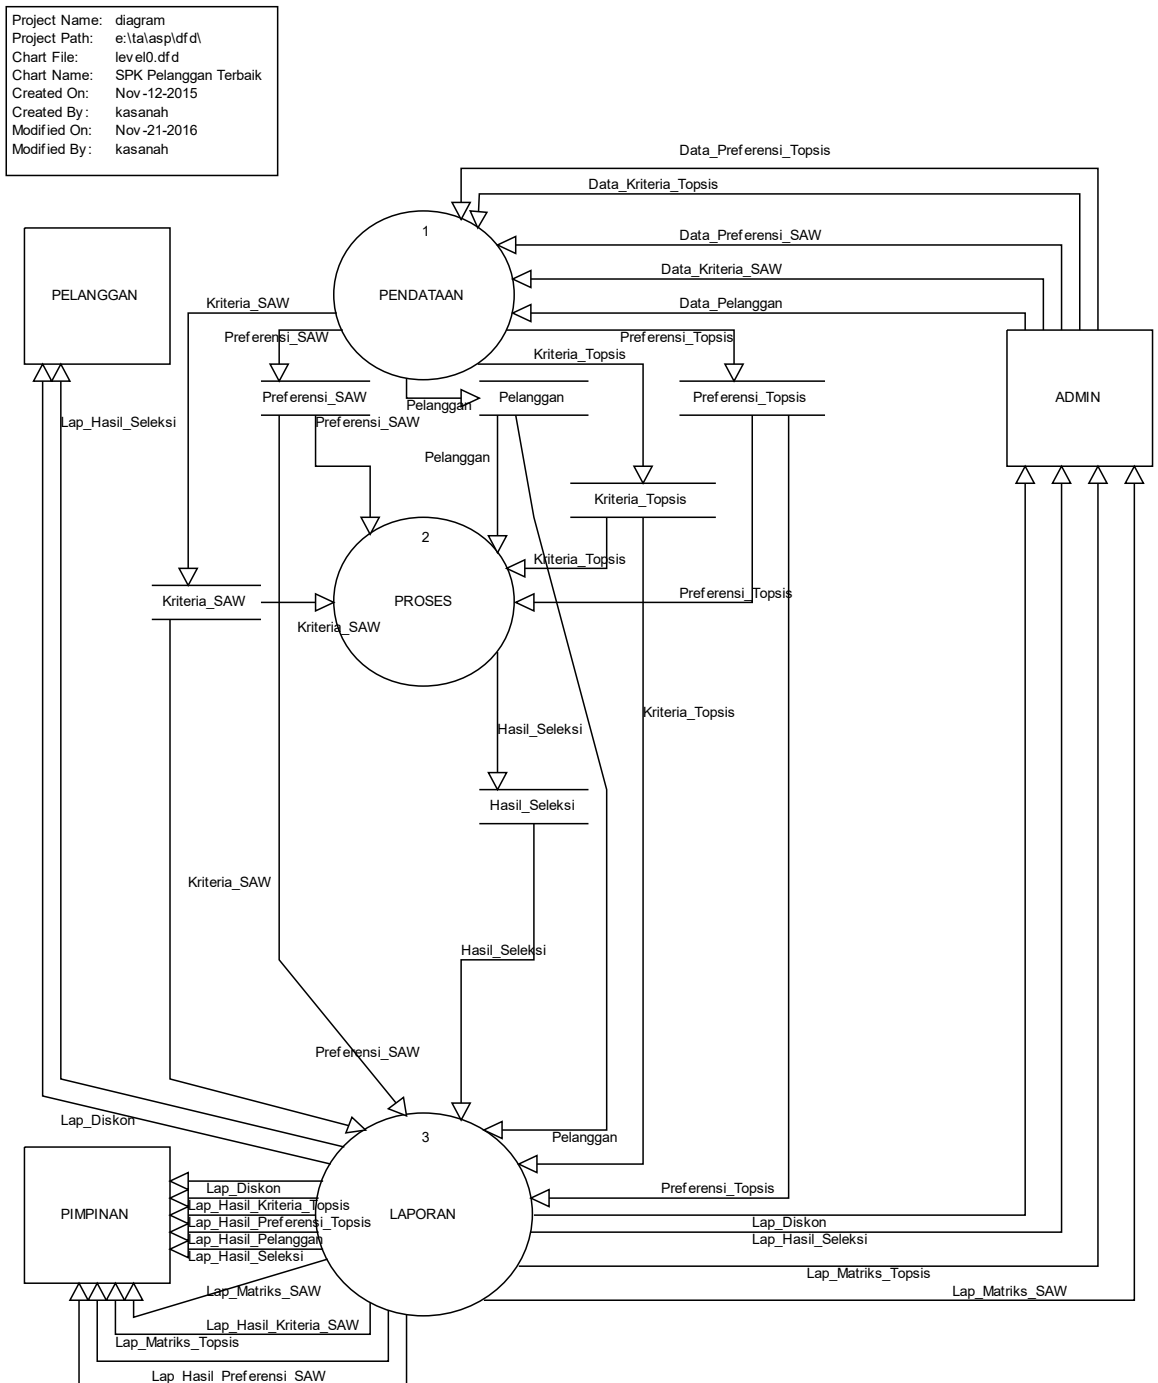 Project Name: diagram
Project Path: e:\ta\asp\dfd\
Chart File: level0.dfd
Chart Name: SPK Pelanggan Terbaik
Created On: Nov-12-2015
Created By: kasanah
Modified On: Nov-21-2016
Modified By: kasanah
Data_Preferensi_Topsis
Data_Kriteria_Topsis
1
Data_Preferensi_SAW
Data_Kriteria_SAW
PELANGGAN
PENDATAAN
Kriteria_SAW
Data_Pelanggan
Preferensi_SAW
Preferensi_Topsis
Kriteria_Topsis
Preferensi_SAW
Pelanggan
Pelanggan
Preferensi_Topsis
ADMIN
Lap_Hasil_Seleksi
Preferensi_SAW
Pelanggan
Kriteria_Topsis
2
Kriteria_Topsis
Preferensi_Topsis
Kriteria_SAW
PROSES
Kriteria_SAW
Kriteria_Topsis
Hasil_Seleksi
Hasil_Seleksi
Kriteria_SAW
Hasil_Seleksi
Preferensi_SAW
Lap_Diskon
3
Pelanggan
Lap_Diskon
Preferensi_Topsis
Lap_Hasil_Kriteria_Topsis
PIMPINAN
LAPORAN
Lap_Hasil_Preferensi_Topsis
Lap_Diskon
Lap_Hasil_Pelanggan
Lap_Hasil_Seleksi
Lap_Hasil_Seleksi
Lap_Matriks_Topsis
Lap_Matriks_SAW
Lap_Matriks_SAW
Lap_Hasil_Kriteria_SAW
Lap_Matriks_Topsis
Lap_Hasil_Preferensi_SAW